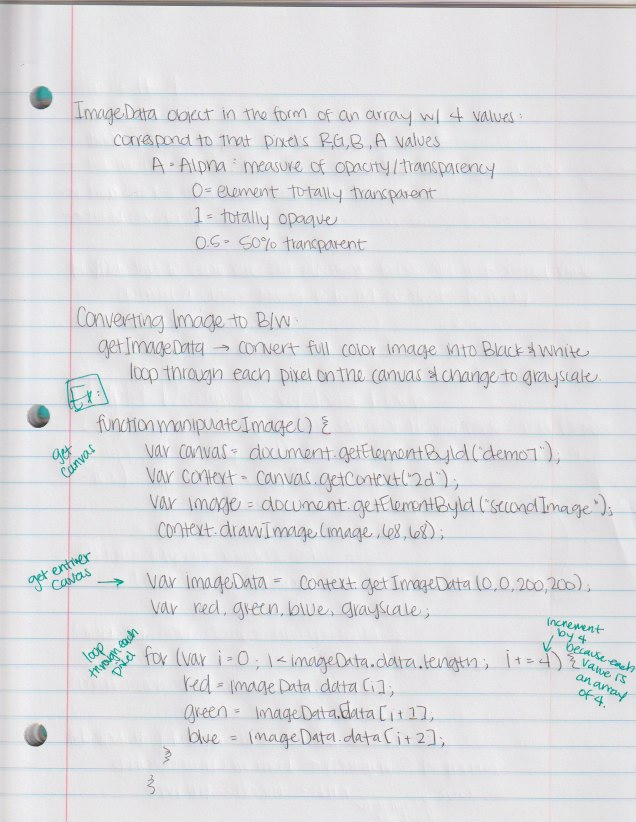 ImageData object in the form of an array w/ 4 values:
correspond to that pixels R,G,B,A values
A = Alpha : measure of opacity/transparency
0 = element totally transparent
1 = totally opaque
0.5 = 50% transparent
Converting Image to B/W:
getImageData → convert full color image into Black & White
loop through each pixel on the canvas & change to grayscale
Ex:
function manipuateImage() {
get canvas
var canvas = document.getElementById("demo7");
var context = canvas.getContext("2d");
var image = document.getElementById("secondImage");
context.drawImage(image, 68, 68);
get entirer
canvas →
var imageData = context.getImageData(0,0,200,200);
var red, green, blue, grayscale;
loop
through each
pixel
for (var i=0; i<imageData.data.length; i+=4) {
increment
by 4
because each
value is
an array
of 4.
red = imageData.data[i];
green = imageData.data[i+1];
blue = imageData.data[i+2];
}
}